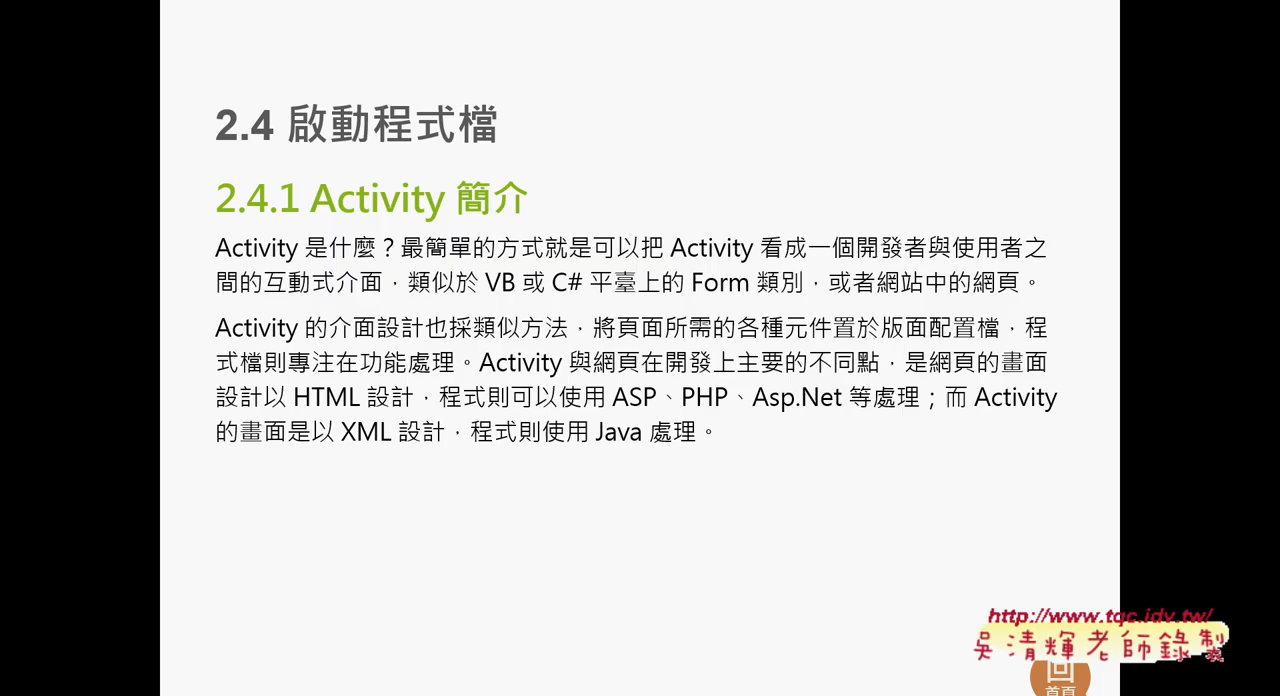 2.4 啟動程式檔
2.4.1 Activity 簡介
Activity 是什麼？最簡單的方式就是可以把 Activity 看成一個開發者與使用者之
間的互動式介面，類似於 VB 或 C# 平臺上的 Form 類別，或者網站中的網頁。
Activity 的介面設計也採類似方法，將頁面所需的各種元件置於版面配置檔，程
式檔則專注在功能處理。Activity 與網頁在開發上主要的不同點，是網頁的畫面
設計以 HTML 設計，程式則可以使用 ASP、PHP、Asp.Net 等處理；而 Activity
的畫面是以 XML 設計，程式則使用 Java 處理。
http://www.tqc.idv.tw/
吳清輝老師錄製
回
首頁